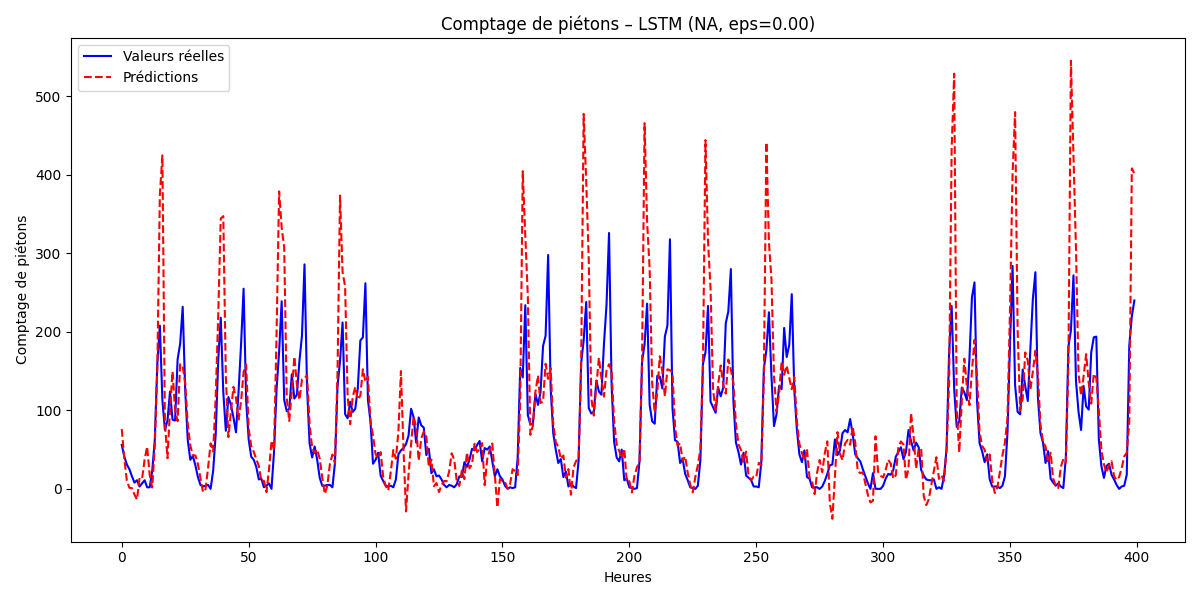 Comptage de piétons – LSTM (NA, eps=0.00)
Valeurs réelles
Prédictions
Comptage de piétons
500
400
300
200
100
0
0 50 100 150 200 250 300 350 400
Heures